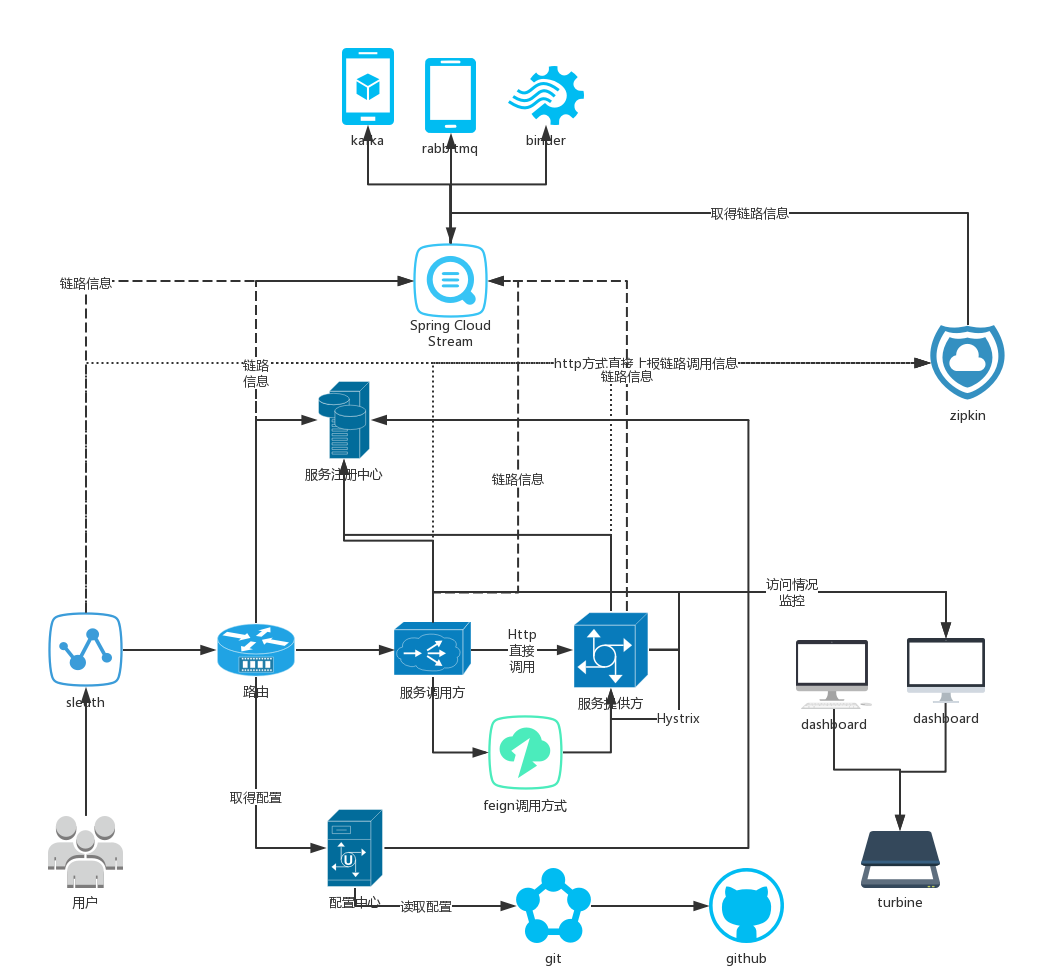 kafka
rabbitmq
binder
取得链路信息
链路信息
Spring Cloud
Stream
链路
信息
http方式直接上报链路调用信息
链路信息
zipkin
服务注册中心
链路信息
访问情况
监控
Http
直接
调用
sleuth
路由
服务调用方
服务提供方
Hystrix
dashboard
dashboard
取得配置
feign调用方式
用户
配置中心
读取配置
turbine
git
github
U